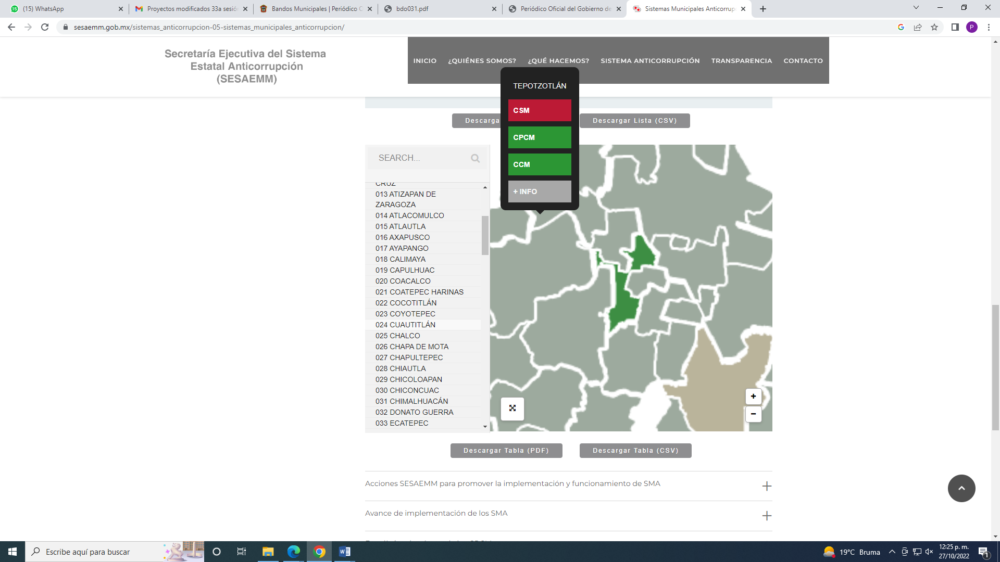 (15) WhatsApp
Proyectos modificados 33a sesió
Bandos Municipales | Periódico O
bdo031.pdf
Periódico Oficial del Gobierno de
Sistemas Municipales Anticorrup
sesaemm.gob.mx/sistemas_anticorrupcion-05-sistemas_municipales_anticorrupcion/
P
Secretaría Ejecutiva del Sistema
Estatal Anticorrupción
(SESAEMM)
INICIO ¿QUIÉNES SOMOS? ¿QUÉ HACEMOS? SISTEMA ANTICORRUPCIÓN TRANSPARENCIA CONTACTO
TEPOTZOTLÁN
CSM
CPCM
CCM
+ INFO
Descarga
Descargar Lista (CSV)
SEARCH...
CRUZ
013 ATIZAPAN DE
ZARAGOZA
014 ATLACOMULCO
015 ATLAUTLA
016 AXAPUSCO
017 AYAPANGO
018 CALIMAYA
019 CAPULHUAC
020 COACALCO
021 COATEPEC HARINAS
022 COCOTITLÁN
023 COYOTEPEC
024 CUAUTITLÁN
025 CHALCO
026 CHAPA DE MOTA
027 CHAPULTEPEC
028 CHIAUTLA
029 CHICOLOAPAN
030 CHICONCUAC
031 CHIMALHUACÁN
032 DONATO GUERRA
033 ECATEPEC
+
−
Descargar Tabla (PDF)
Descargar Tabla (CSV)
Acciones SESAEMM para promover la implementación y funcionamiento de SMA
Avance de implementación de los SMA
Escribe aquí para buscar
19°C Bruma
12:25 p. m.
27/10/2022
1